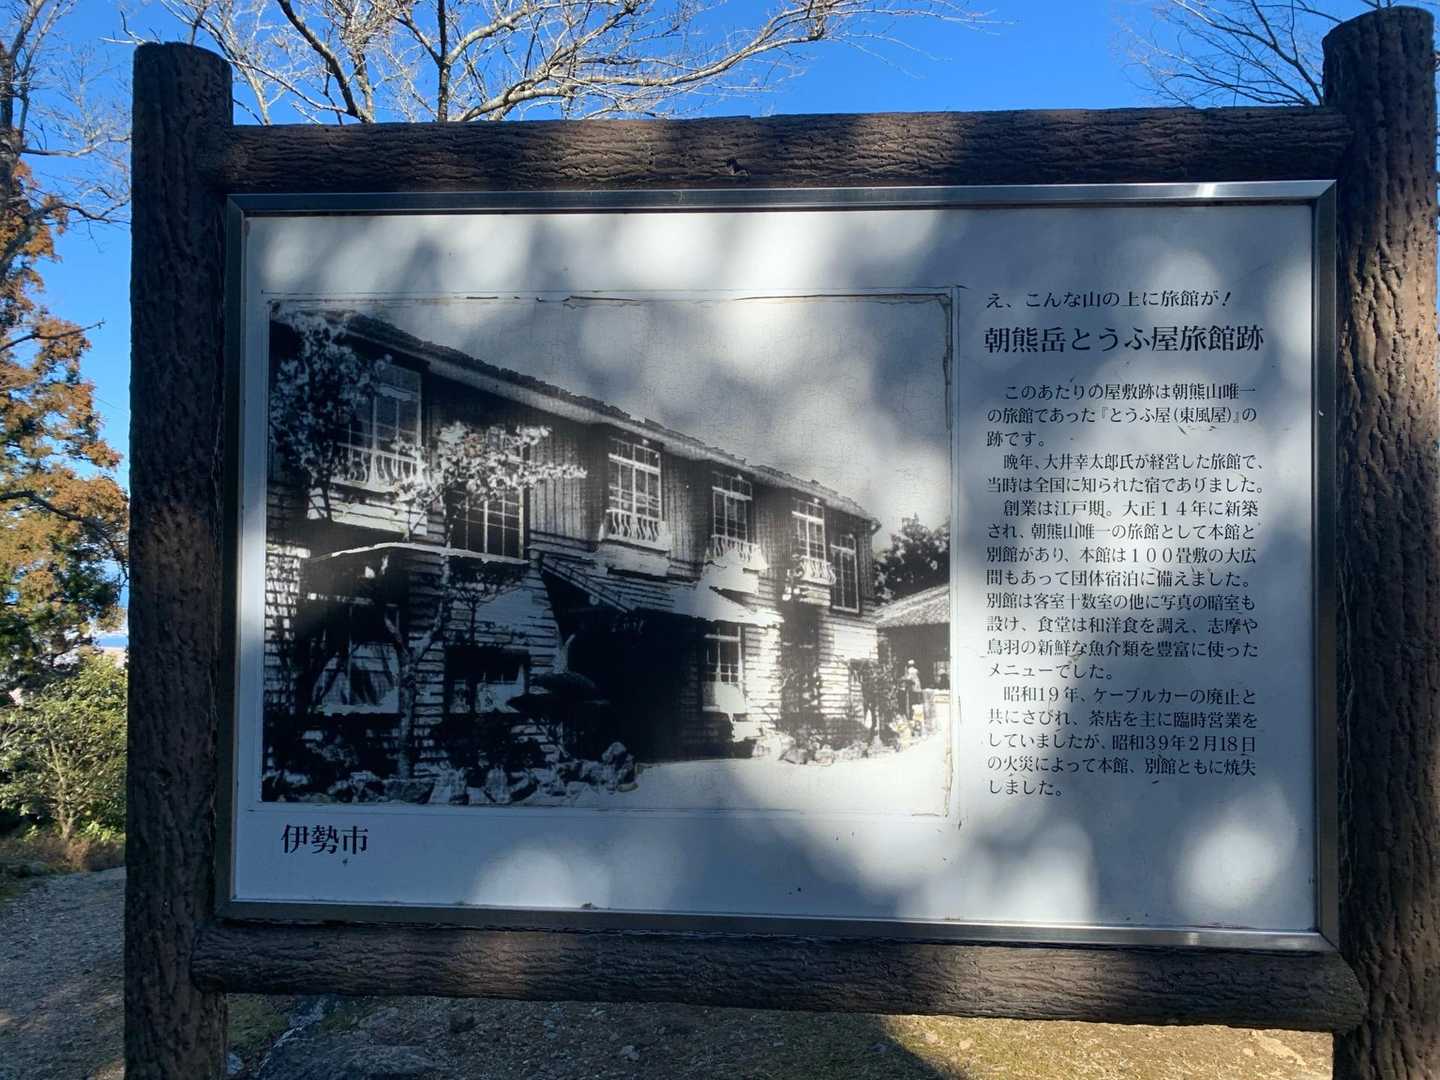 え、こんな山の上に旅館が!
朝熊岳とうふ屋旅館跡
このあたりの屋敷跡は朝熊山唯一
の旅館であった『とうふ屋(東風屋)』の
跡です。
晩年、大井幸太郎氏が経営した旅館で、
当時は全国に知られた宿でありました。
創業は江戸期。大正14年に新築
され、朝熊山唯一の旅館として本館と
別館があり、本館は100畳敷の大広
間もあって団体宿泊に備えました。
別館は客室十数室の他に写真の暗室も
設け、食堂は和洋食を調え、志摩や
鳥羽の新鮮な魚介類を豊富に使った
メニューでした。
昭和19年、ケーブルカーの廃止と
共にさびれ、茶店を主に臨時営業を
していましたが、昭和39年2月18日
の火災によって本館、別館ともに焼失
しました。
伊勢市